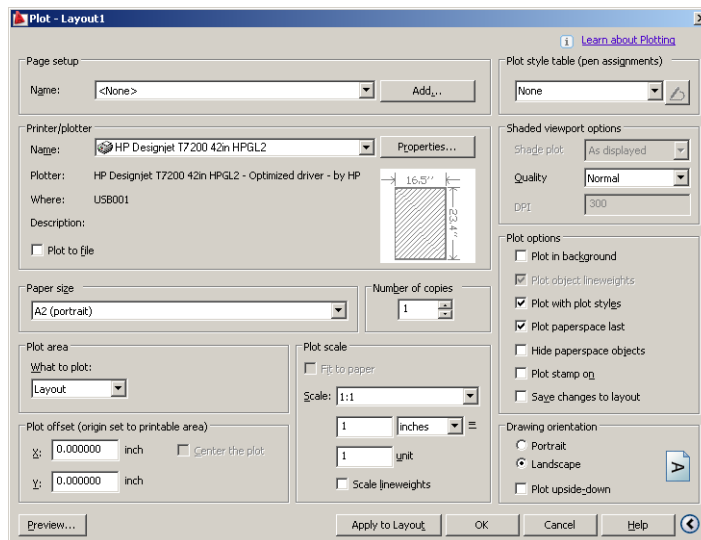 Plot - Layout1
Learn about Plotting
Page setup
Name: <None> Add...
Plot style table (pen assignments)
None
Printer/plotter
Name: HP Designjet T7200 42in HPGL2 Properties...
Plotter: HP Designjet T7200 42in HPGL2 - Optimized driver - by HP
Where: USB001
Description:
Plot to file
16.5''
23.4''
Shaded viewport options
Shade plot As displayed
Quality Normal
DPI 300
Paper size
A2 (portrait)
Number of copies
1
Plot options
Plot in background
Plot object lineweights
Plot with plot styles
Plot paperspace last
Hide paperspace objects
Plot stamp on
Save changes to layout
Plot area
What to plot:
Layout
Plot scale
Fit to paper
Scale: 1:1
1 inches =
1 unit
Scale lineweights
Plot offset (origin set to printable area)
X: 0.000000 inch Center the plot
Y: 0.000000 inch
Drawing orientation
Portrait
Landscape
Plot upside-down
A
Preview... Apply to Layout OK Cancel Help